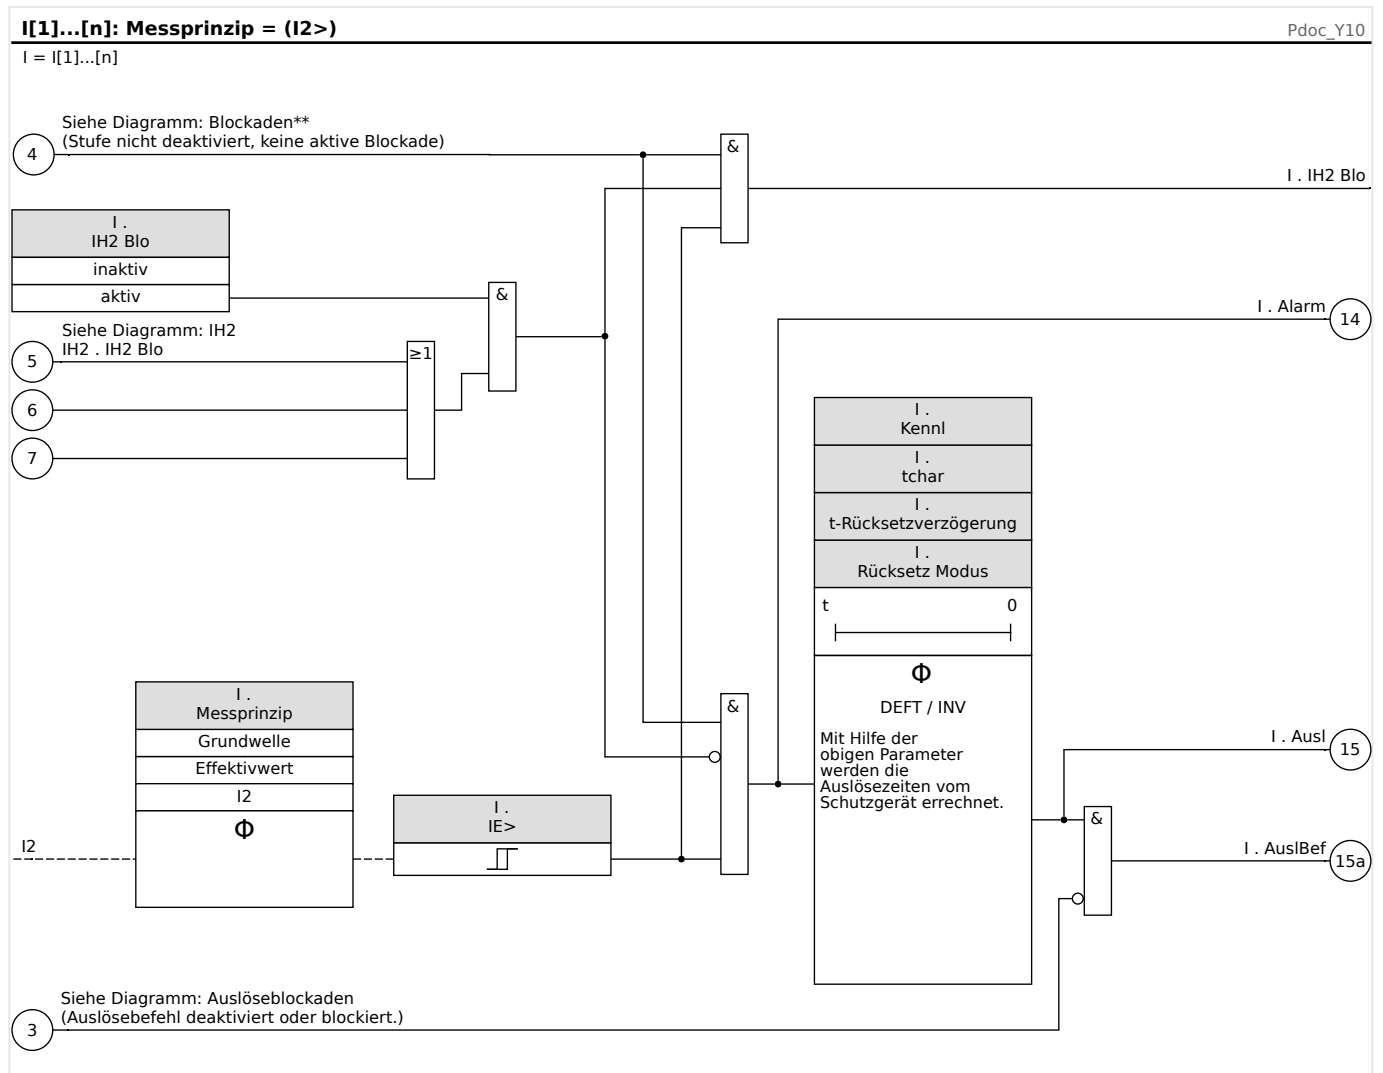 I[1]...[n]: Messprinzip = (I2>)
Pdoc_Y10
I = I[1]...[n]
Siehe Diagramm: Blockaden**
(Stufe nicht deaktiviert, keine aktive Blockade)
4
&
I . IH2 Blo
I .
IH2 Blo
inaktiv
aktiv
&
I . Alarm
14
Siehe Diagramm: IH2
IH2 . IH2 Blo
5
≥1
6
7
I .
Kennl
I .
tchar
I .
t-Rücksetzverzögerung
I .
Rücksetz Modus
t 0
Φ
DEFT / INV
Mit Hilfe der
obigen Parameter
werden die
Auslösezeiten vom
Schutzgerät errechnet.
I .
Messprinzip
Grundwelle
Effektivwert
I2
Φ
&
I2
I .
IE>
I . Ausl
15
&
I . AuslBef
15a
Siehe Diagramm: Auslöseblockaden
(Auslösebefehl deaktiviert oder blockiert.)
3